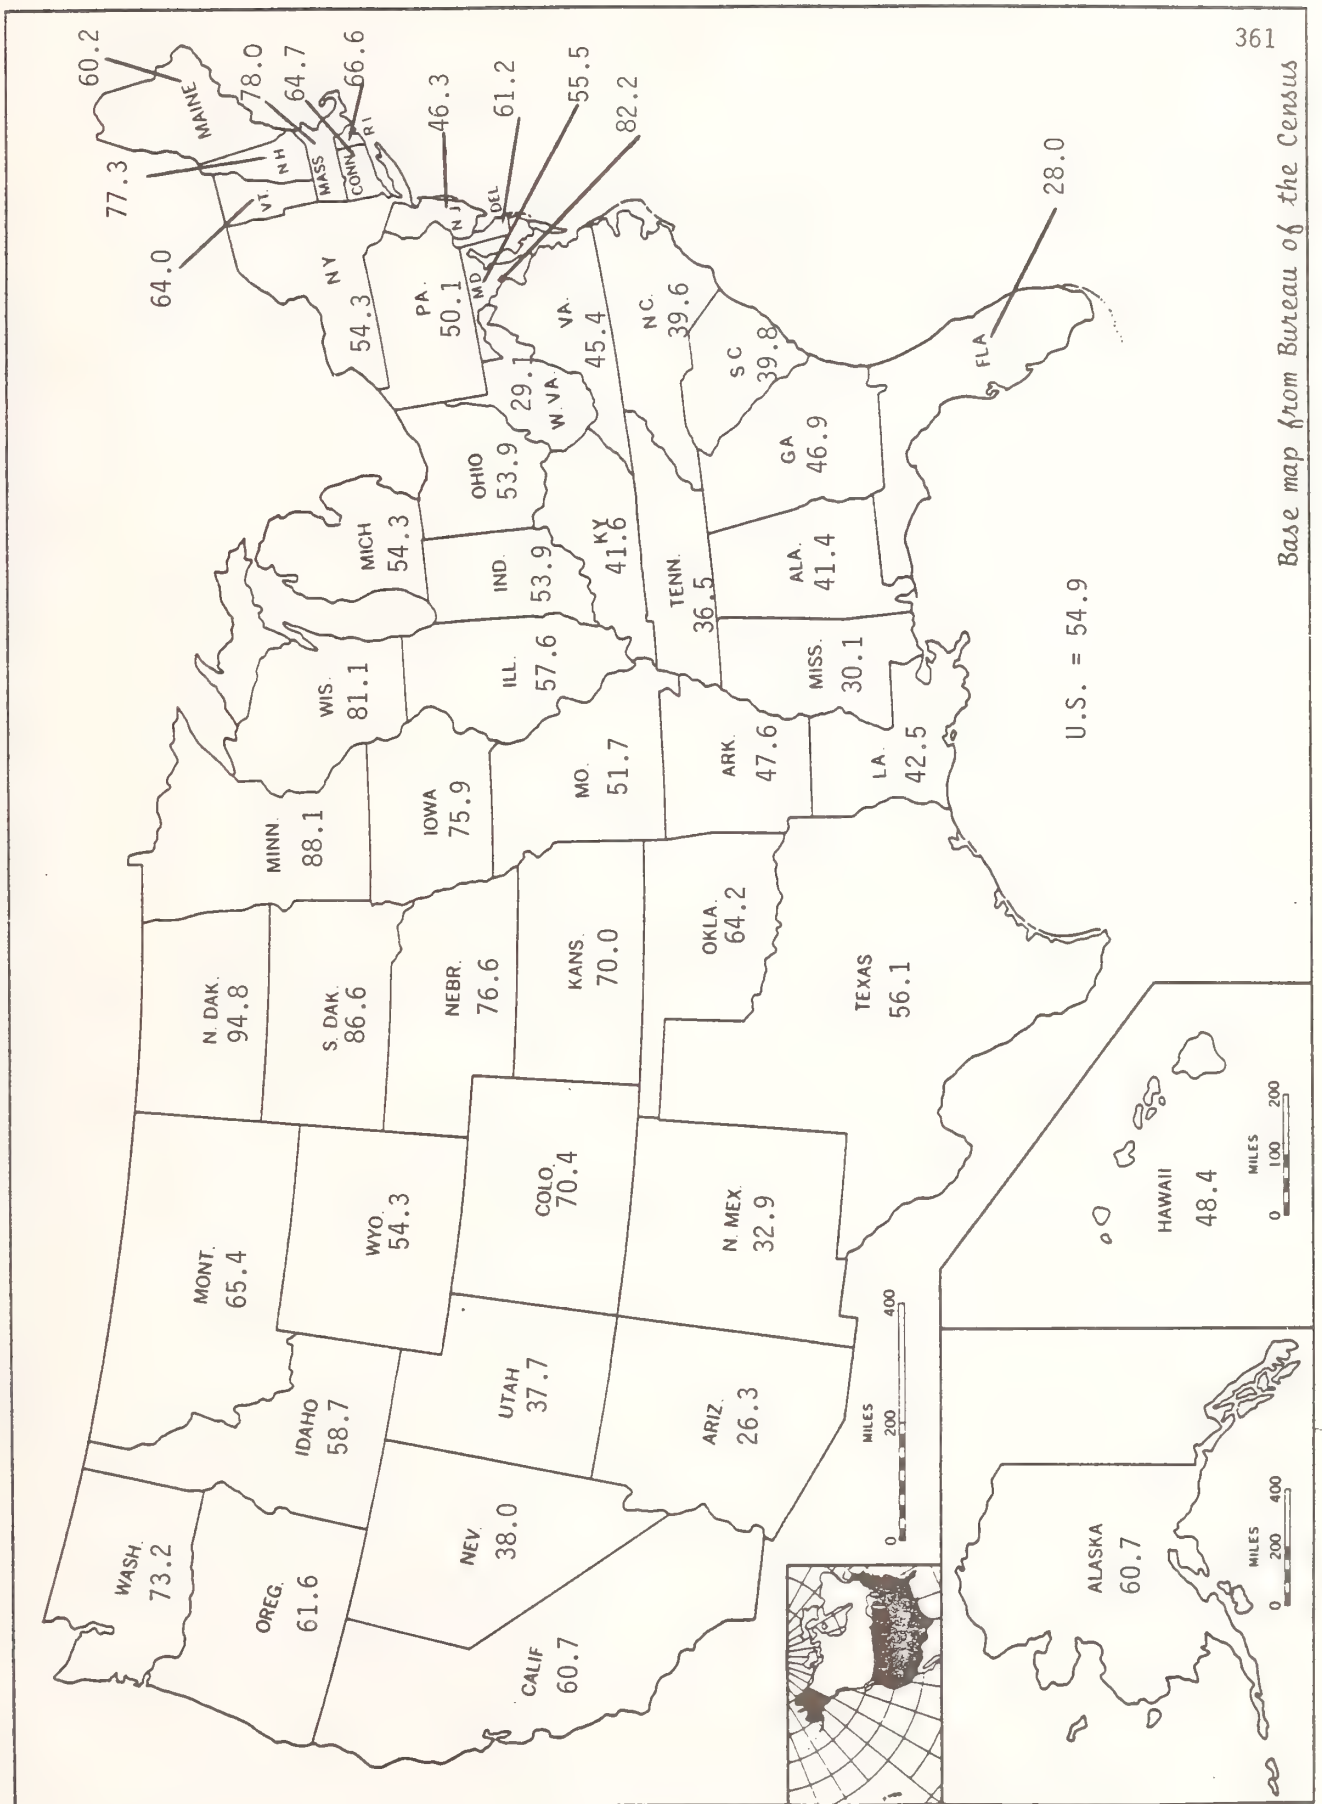 361
Base map from Bureau of the Census
WASH.
73.2
OREG.
61.6
CALIF
60.7
NEV.
38.0
IDAHO
58.7
MONT.
65.4
WYO.
54.3
UTAH
37.7
ARIZ.
26.3
COLO.
70.4
N. MEX.
32.9
N. DAK.
94.8
S. DAK.
86.6
NEBR.
76.6
KANS.
70.0
OKLA.
64.2
TEXAS
56.1
MINN.
88.1
IOWA
75.9
MO.
51.7
ARK.
47.6
LA.
42.5
WIS.
81.1
ILL.
57.6
MICH
54.3
IND.
53.9
OHIO
53.9
KY
41.6
TENN.
36.5
MISS.
30.1
ALA.
41.4
GA
46.9
FLA
28.0
S C
39.8
N C.
39.6
VA.
45.4
29.1
W. VA.
PA.
50.1
NY
54.3
VT.
64.0
NH
77.3
MAINE
60.2
MASS
78.0
CONN
64.7
RI
66.6
N J
46.3
DEL
61.2
MD
55.5
82.2
U.S. = 54.9
MILES
0 200 400
ALASKA
60.7
MILES
0 200 400
HAWAII
48.4
MILES
0 100 200